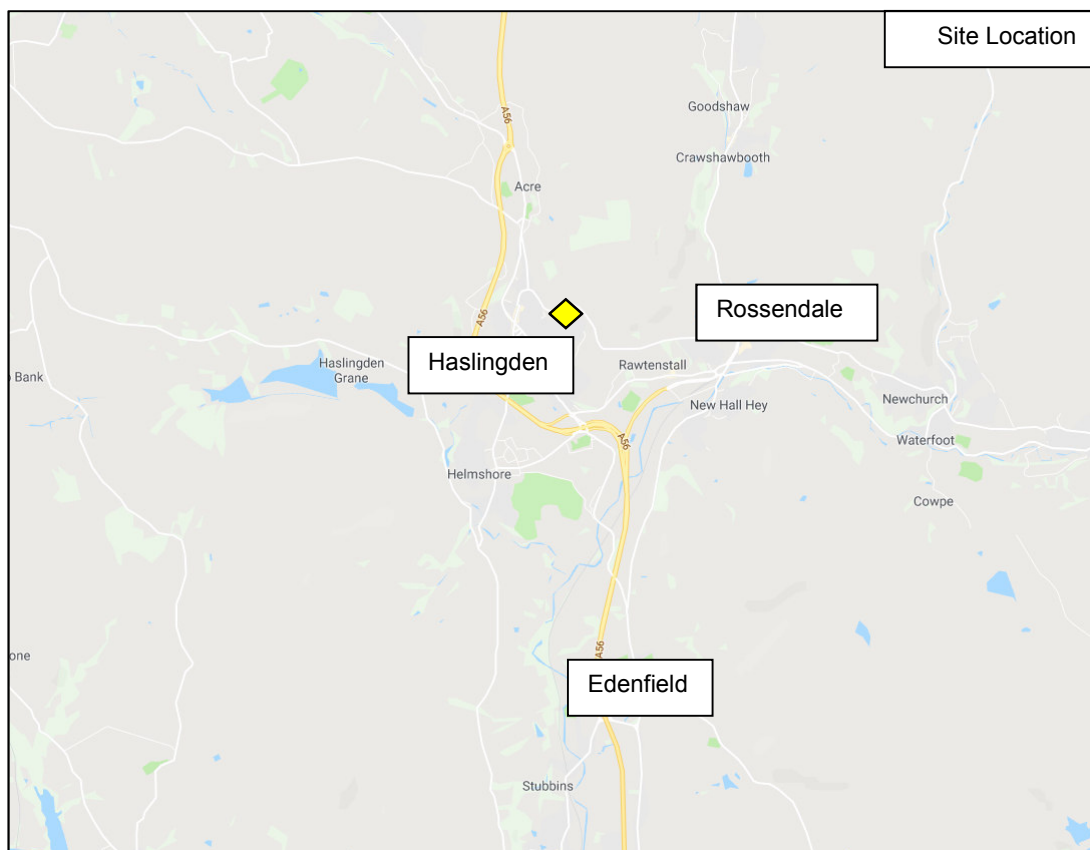 Site Location
A56
Goodshaw
Crawshawbooth
Acre
A56
Rossendale
Haslingden
Haslingden
Grane
Rawtenstall
Bank
New Hall Hey
Newchurch
A56
Waterfoot
Helmshore
Cowpe
A56
one
Edenfield
Stubbins